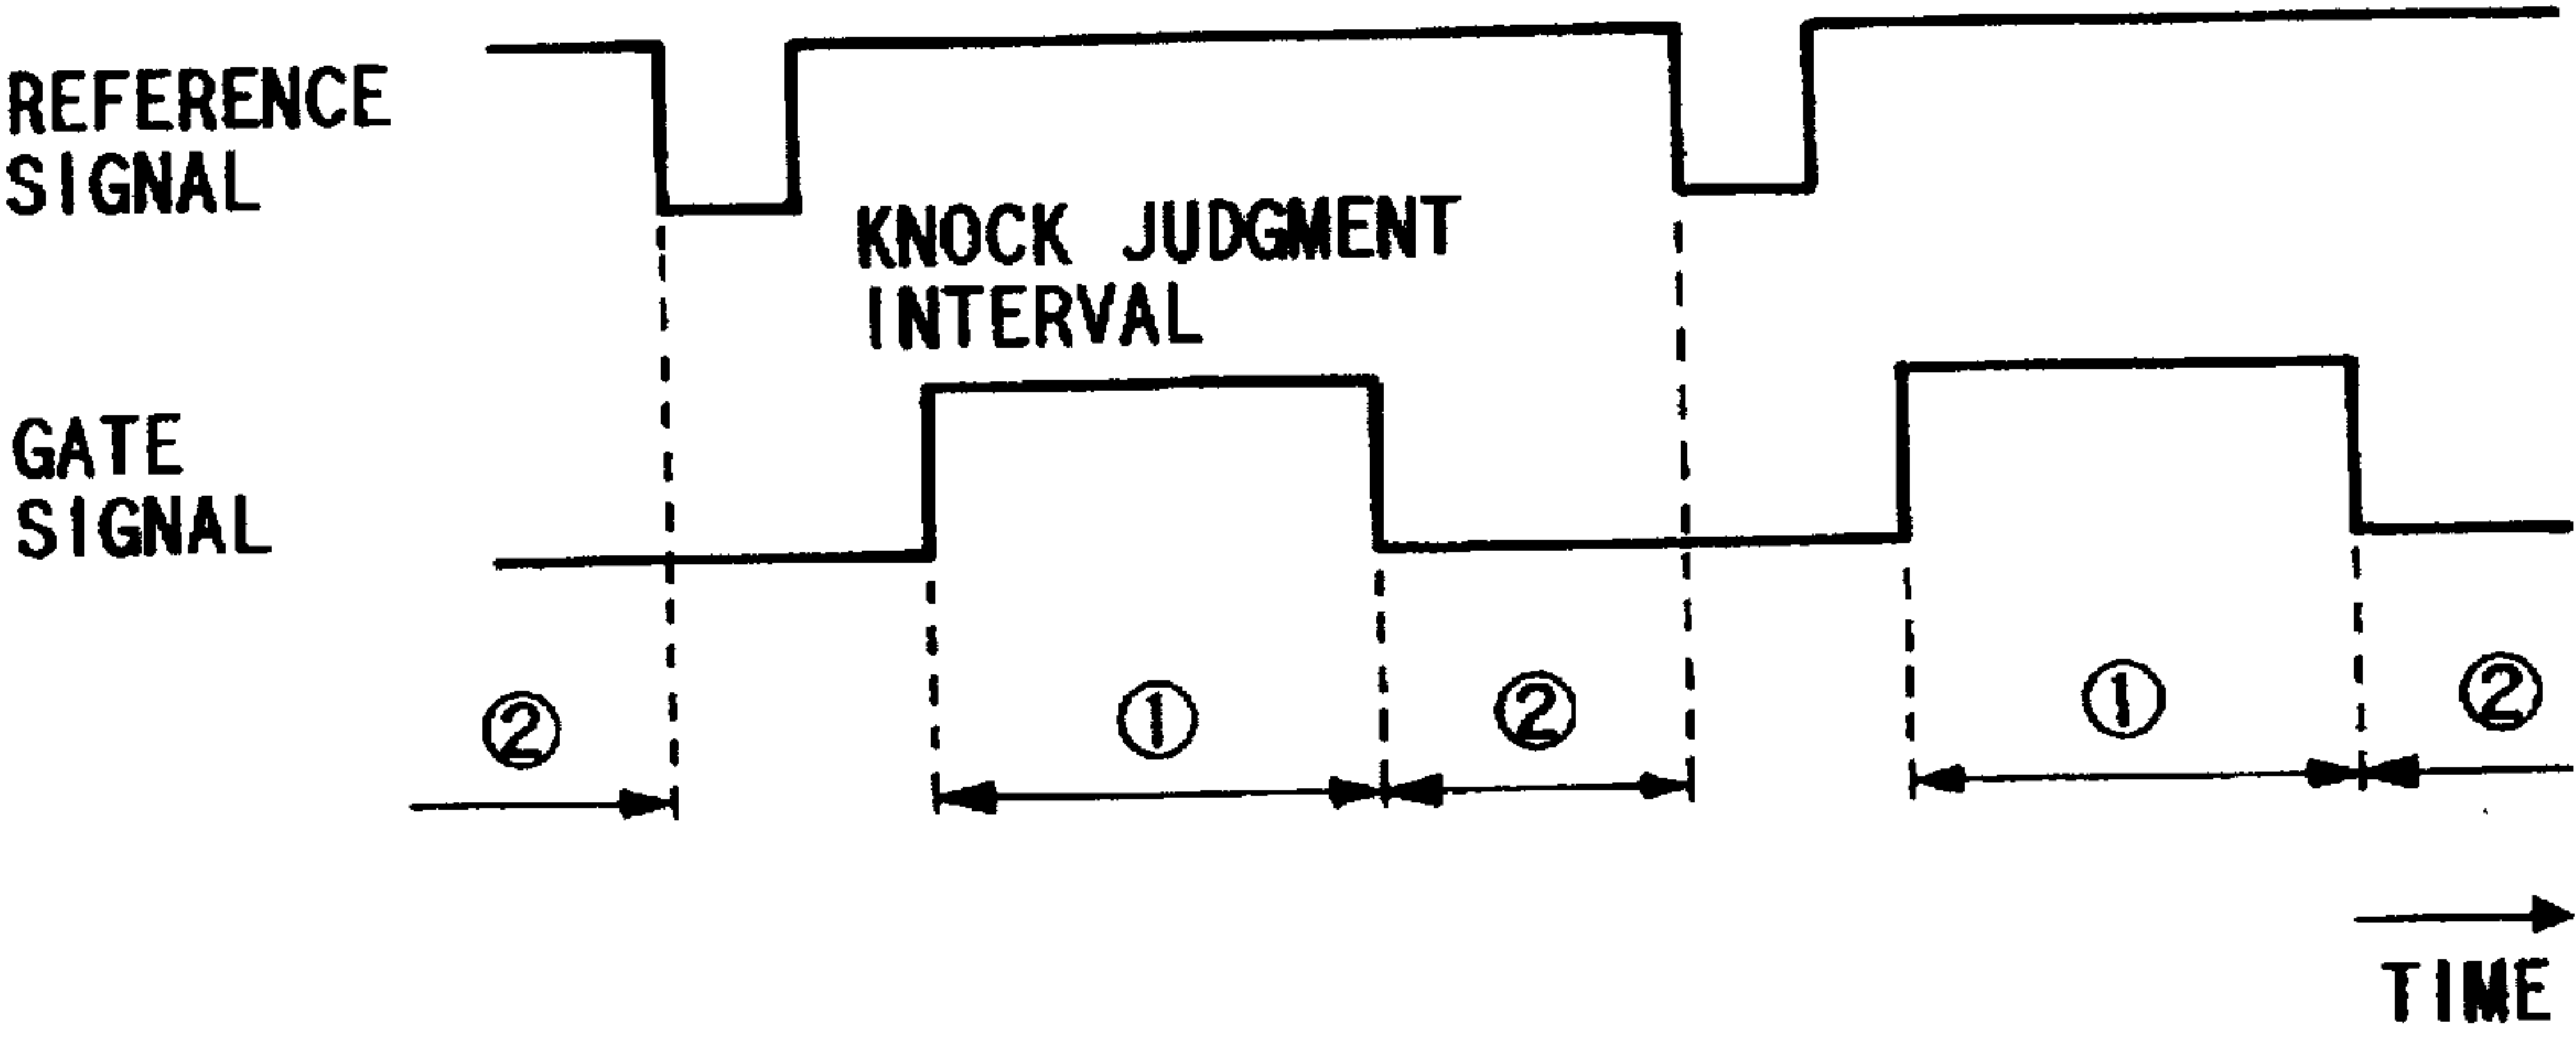 REFERENCE
SIGNAL
KNOCK JUDGMENT
INTERVAL
GATE
SIGNAL
② ① ② ① ②
TIME